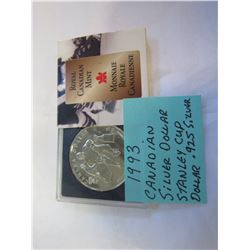 ROYAL
CANADIAN
MINT
MONNAIE
ROYALE
CANADIENNE
1993
CANADIAN
SILVER DOLLAR
STANLEY CUP
DOLLAR .925 SILVER